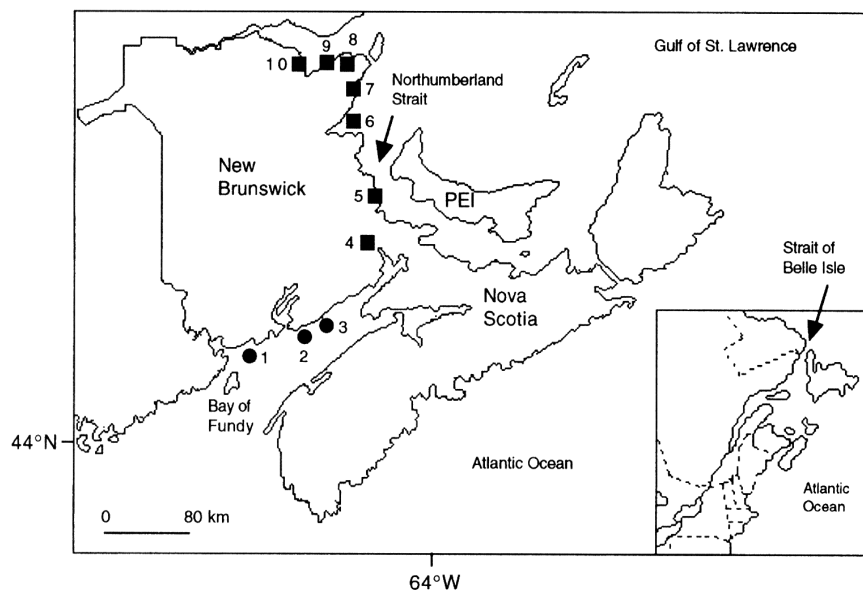 Gulf of St. Lawrence
Northumberland
Strait
10
9
8
7
6
5
4
3
2
1
New
Brunswick
PEI
Nova
Scotia
Bay of
Fundy
Strait of
Belle Isle
Atlantic Ocean
Atlantic
Ocean
44°N
0 80 km
64°W